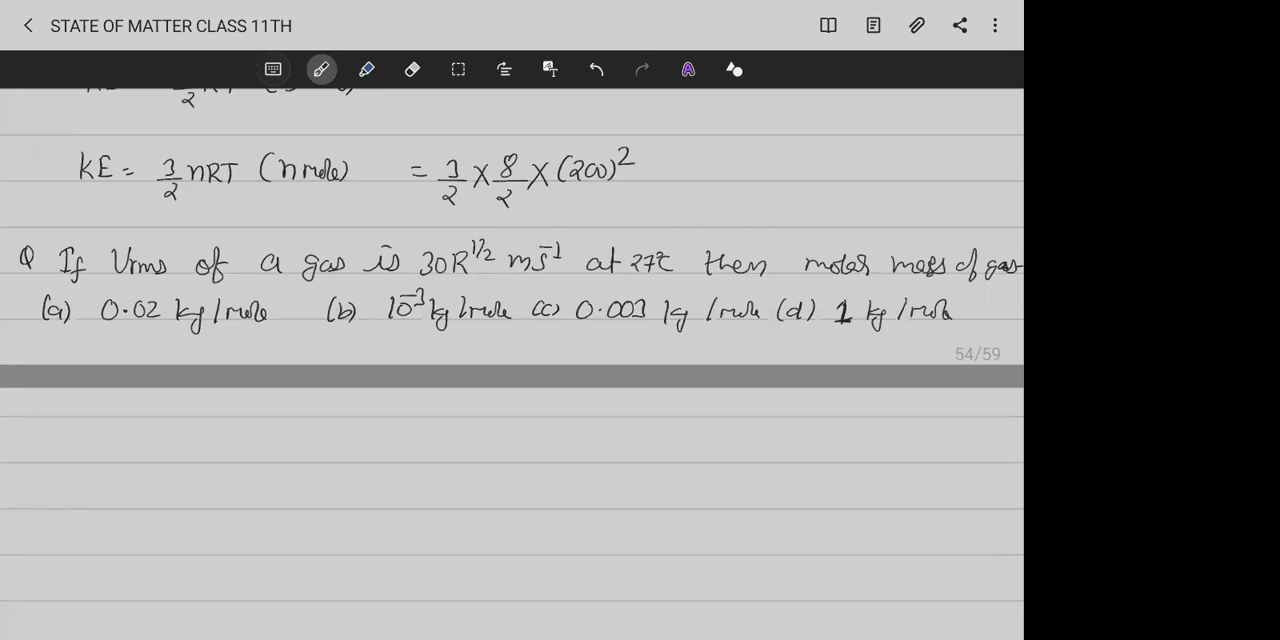 STATE OF MATTER CLASS 11TH
KE = 3/2 nRT (n mole) = 3/2 × 8/2 × (200)²
Q If Vrms of a gas is 30R^1/2 ms⁻¹ at 27°C then molar mass of gas
(a) 0.02 kg/mole (b) 10⁻³ kg/mole (c) 0.003 kg/mole (d) 1 kg/mole
54/59